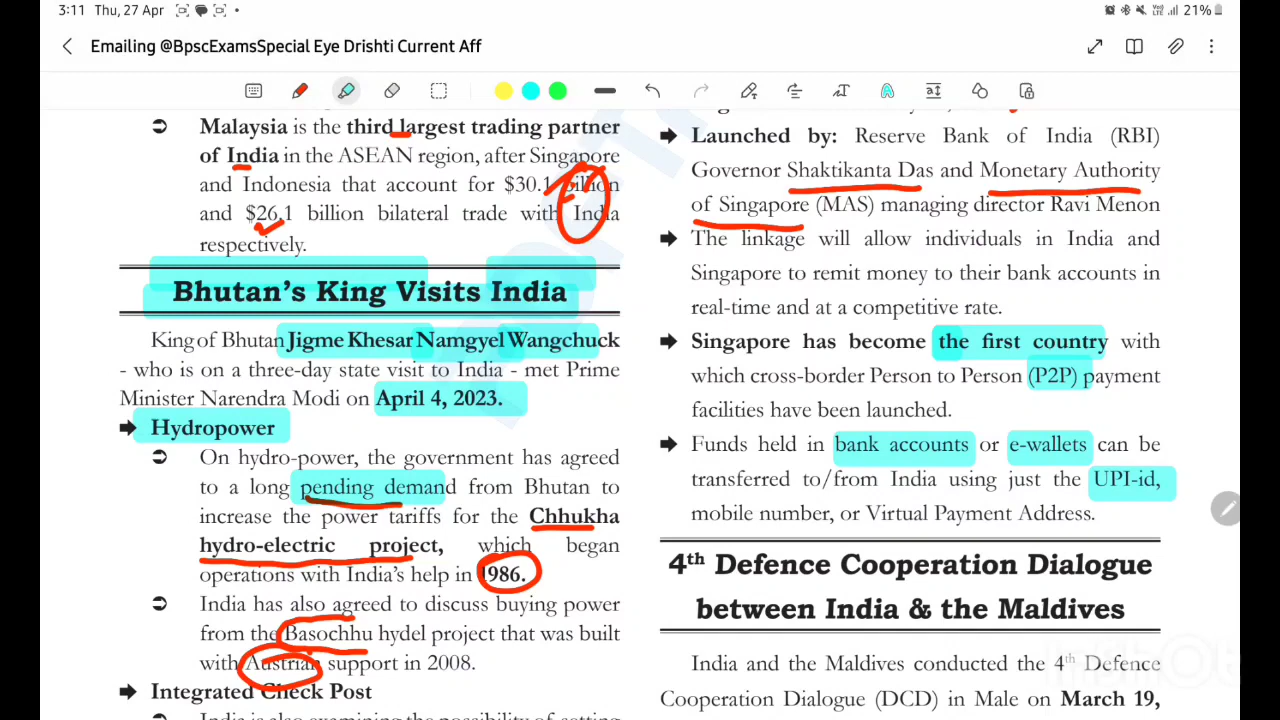 3:11 Thu, 27 Apr
21%
Emailing @BpscExamsSpecial Eye Drishti Current Aff
Malaysia is the third largest trading partner
of India in the ASEAN region, after Singapore
and Indonesia that account for $30.1 billion
and $26.1 billion bilateral trade with India
respectively.
Bhutan's King Visits India
King of Bhutan Jigme Khesar Namgyel Wangchuck
- who is on a three-day state visit to India - met Prime
Minister Narendra Modi on April 4, 2023.
Hydropower
On hydro-power, the government has agreed
to a long pending demand from Bhutan to
increase the power tariffs for the Chhukha
hydro-electric project, which began
operations with India's help in 1986.
India has also agreed to discuss buying power
from the Basochhu hydel project that was built
with Austrian support in 2008.
Integrated Check Post
India is also examining the possibility of setting
Launched by: Reserve Bank of India (RBI)
Governor Shaktikanta Das and Monetary Authority
of Singapore (MAS) managing director Ravi Menon
The linkage will allow individuals in India and
Singapore to remit money to their bank accounts in
real-time and at a competitive rate.
Singapore has become the first country with
which cross-border Person to Person (P2P) payment
facilities have been launched.
Funds held in bank accounts or e-wallets can be
transferred to/from India using just the UPI-id,
mobile number, or Virtual Payment Address.
4th Defence Cooperation Dialogue
between India & the Maldives
India and the Maldives conducted the 4th Defence
Cooperation Dialogue (DCD) in Male on March 19,